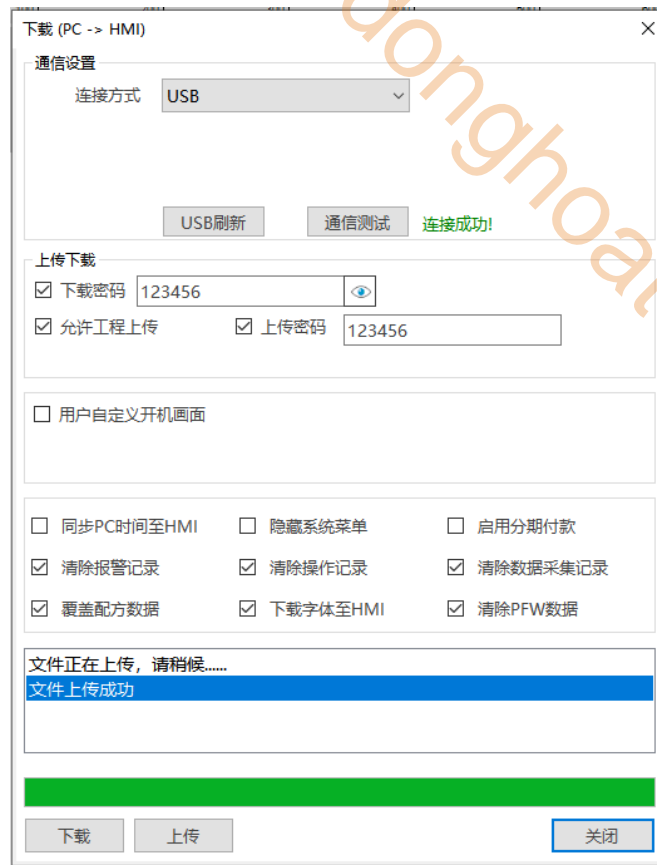 下载 (PC -> HMI)
通信设置
连接方式 USB
USB刷新 通信测试 连接成功!
上传下载
下载密码 123456
允许工程上传 上传密码 123456
用户自定义开机画面
同步PC时间至HMI 隐藏系统菜单 启用分期付款
清除报警记录 清除操作记录 清除数据采集记录
覆盖配方数据 下载字体至HMI 清除PFW数据
文件正在上传，请稍候......
文件上传成功
下载 上传 关闭
donghoat